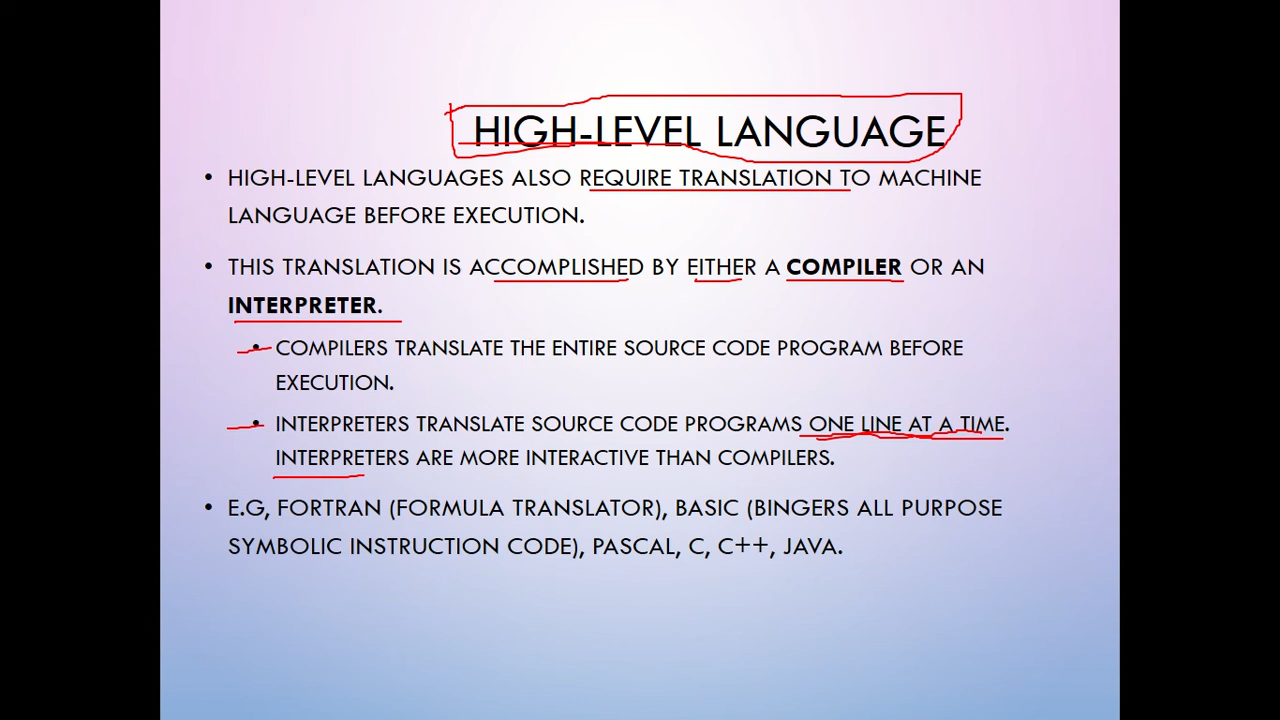 HIGH-LEVEL LANGUAGE
• HIGH-LEVEL LANGUAGES ALSO REQUIRE TRANSLATION TO MACHINE
LANGUAGE BEFORE EXECUTION.
• THIS TRANSLATION IS ACCOMPLISHED BY EITHER A COMPILER OR AN
INTERPRETER.
• COMPILERS TRANSLATE THE ENTIRE SOURCE CODE PROGRAM BEFORE
EXECUTION.
• INTERPRETERS TRANSLATE SOURCE CODE PROGRAMS ONE LINE AT A TIME.
INTERPRETERS ARE MORE INTERACTIVE THAN COMPILERS.
• E.G, FORTRAN (FORMULA TRANSLATOR), BASIC (BINGERS ALL PURPOSE
SYMBOLIC INSTRUCTION CODE), PASCAL, C, C++, JAVA.